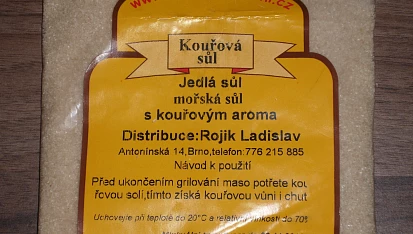 Kouřová
sůl
Jedlá sůl
mořská sůl
s kouřovým aroma
Distribuce:Rojik Ladislav
Antonínská 14,Brno,telefon:776 215 885
Návod k použití
Před ukončením grilování maso potřete kou
řovou solí,tímto získá kouřovou vůni i chuť
Uchovejte při teplotě do 20°C a relativní vlhkosti do 70%